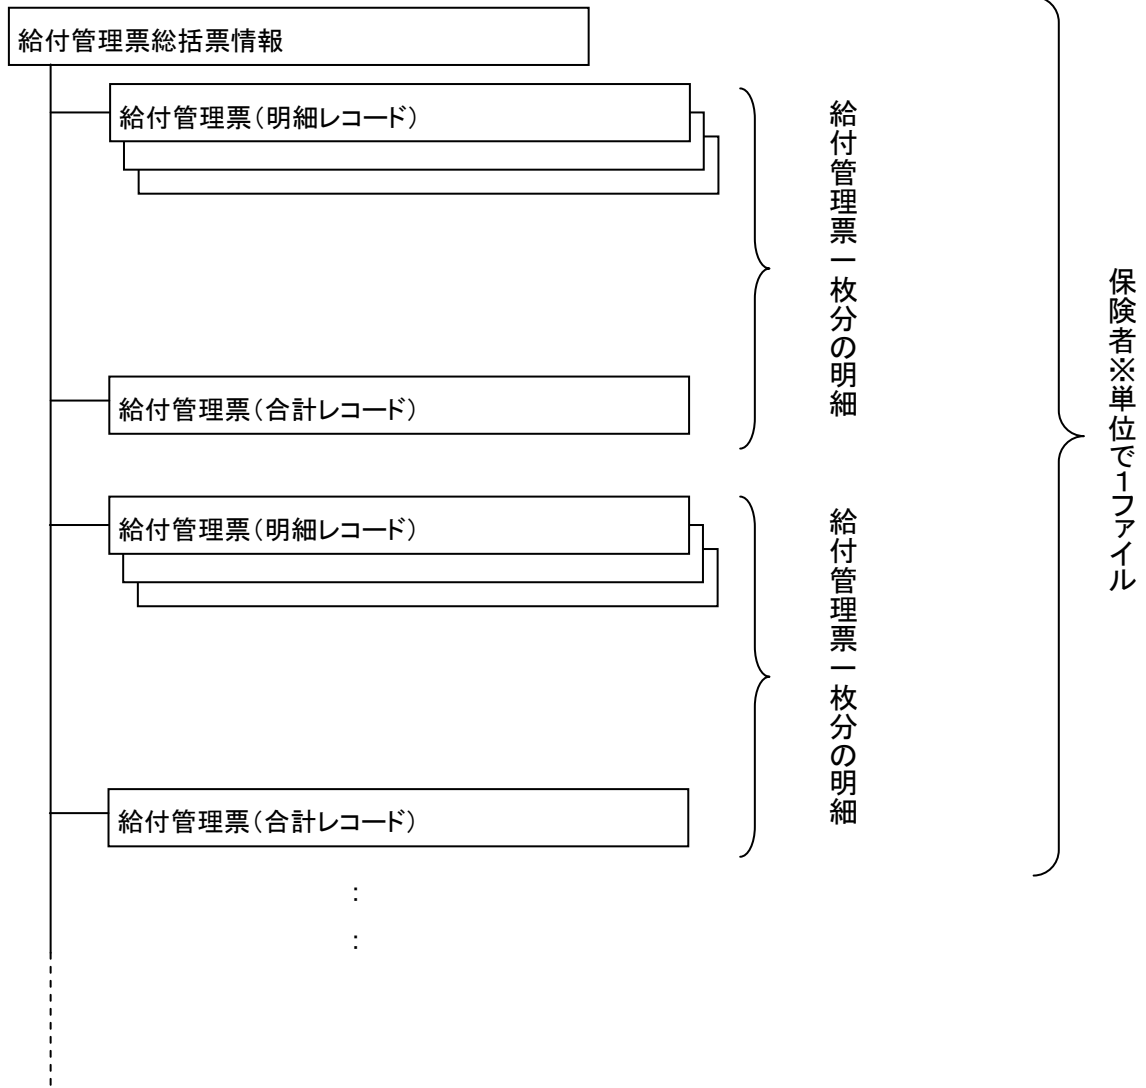 給付管理票総括票情報
給付管理票(明細レコード)
給付管理票(合計レコード)
給付管理票一枚分の明細
給付管理票(明細レコード)
給付管理票(合計レコード)
給付管理票一枚分の明細
:
:
保険者※単位で1ファイル